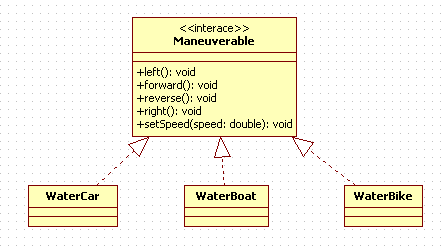 <<interace>>
Maneuverable
+left(): void
+forward(): void
+reverse(): void
+right(): void
+setSpeed(speed: double): void
WaterCar
WaterBoat
WaterBike